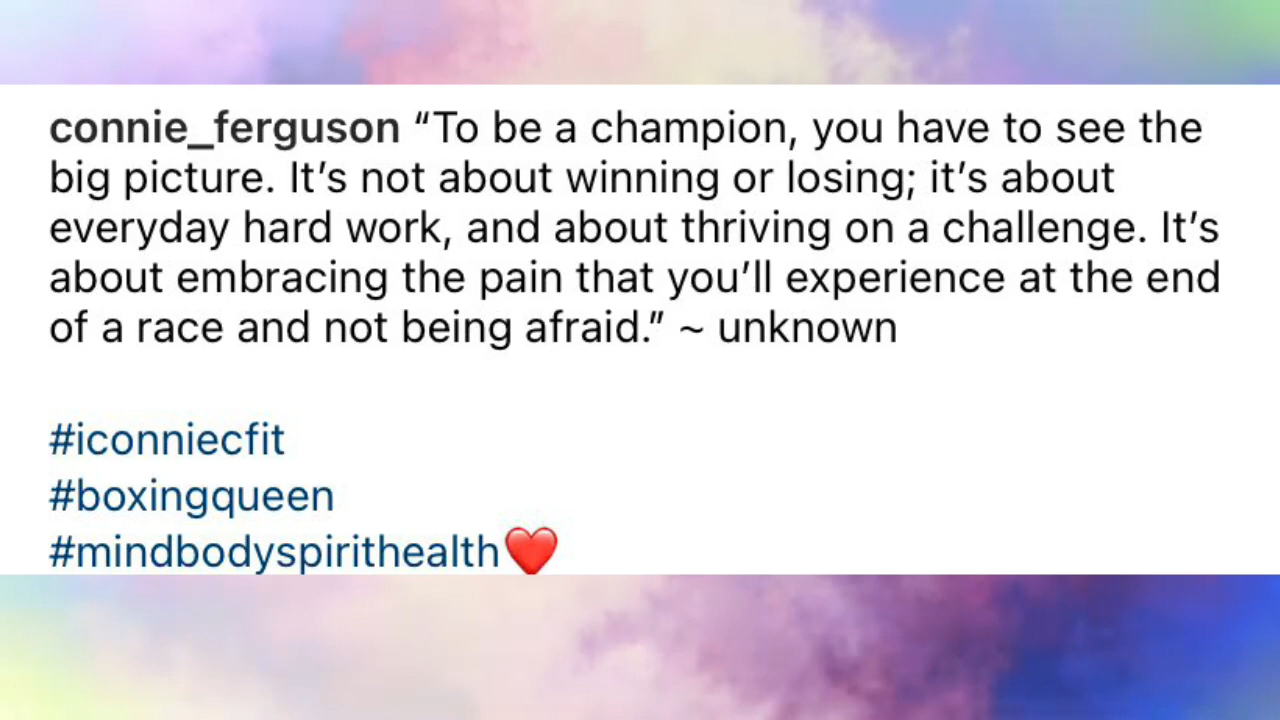 connie_ferguson “To be a champion, you have to see the
big picture. It’s not about winning or losing; it’s about
everyday hard work, and about thriving on a challenge. It’s
about embracing the pain that you’ll experience at the end
of a race and not being afraid.” ~ unknown
#iconniecfit
#boxingqueen
#mindbodyspirithealth❤️